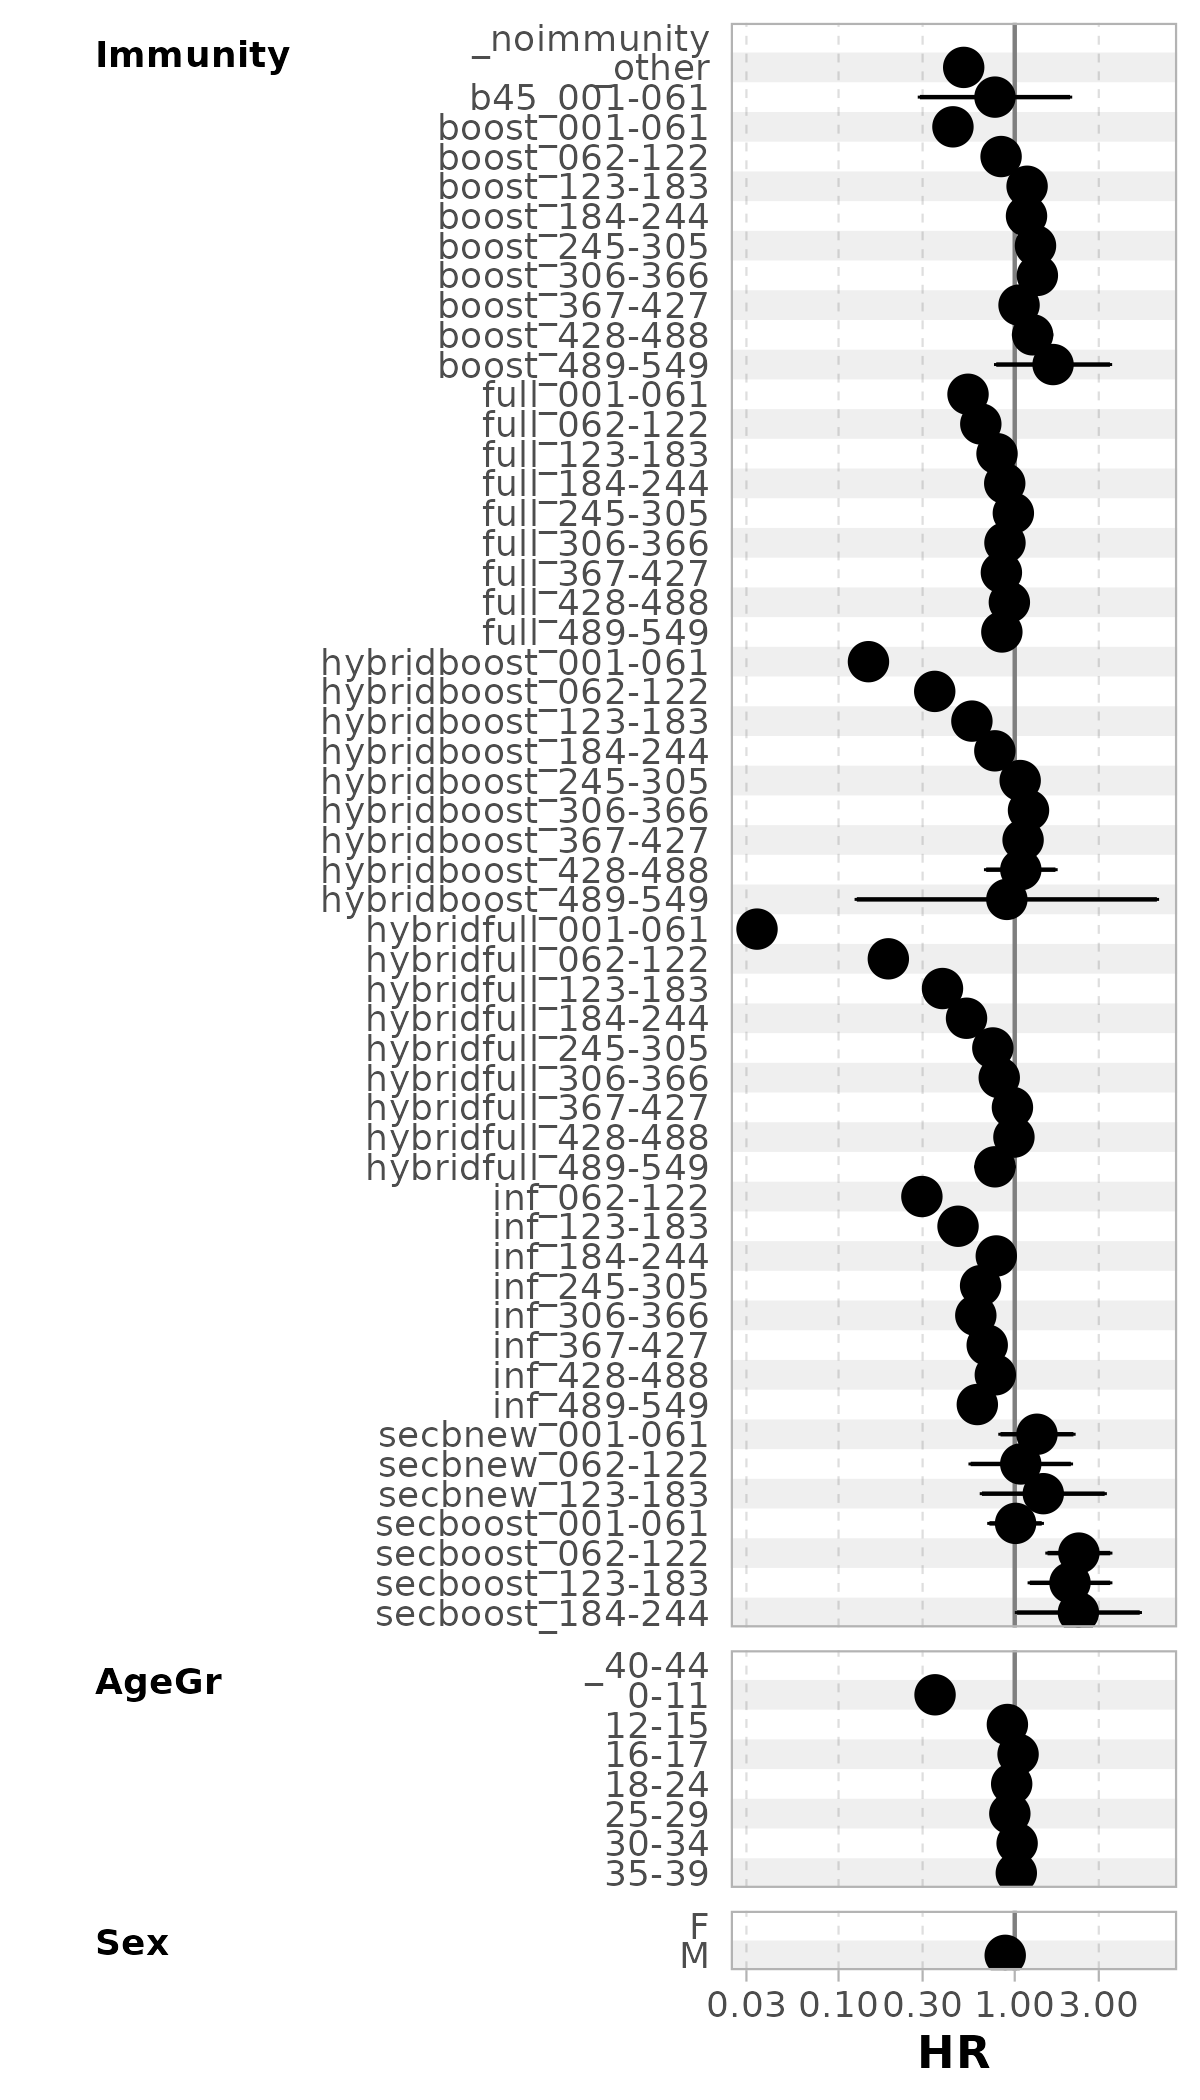 Immunity
_noimmunity
_other
b45_001-061
boost_001-061
boost_062-122
boost_123-183
boost_184-244
boost_245-305
boost_306-366
boost_367-427
boost_428-488
boost_489-549
full_001-061
full_062-122
full_123-183
full_184-244
full_245-305
full_306-366
full_367-427
full_428-488
full_489-549
hybridboost_001-061
hybridboost_062-122
hybridboost_123-183
hybridboost_184-244
hybridboost_245-305
hybridboost_306-366
hybridboost_367-427
hybridboost_428-488
hybridboost_489-549
hybridfull_001-061
hybridfull_062-122
hybridfull_123-183
hybridfull_184-244
hybridfull_245-305
hybridfull_306-366
hybridfull_367-427
hybridfull_428-488
hybridfull_489-549
inf_062-122
inf_123-183
inf_184-244
inf_245-305
inf_306-366
inf_367-427
inf_428-488
inf_489-549
secbnew_001-061
secbnew_062-122
secbnew_123-183
secboost_001-061
secboost_062-122
secboost_123-183
secboost_184-244
AgeGr
_40-44
0-11
12-15
16-17
18-24
25-29
30-34
35-39
Sex
F
M
0.03 0.10 0.30 1.00 3.00
HR